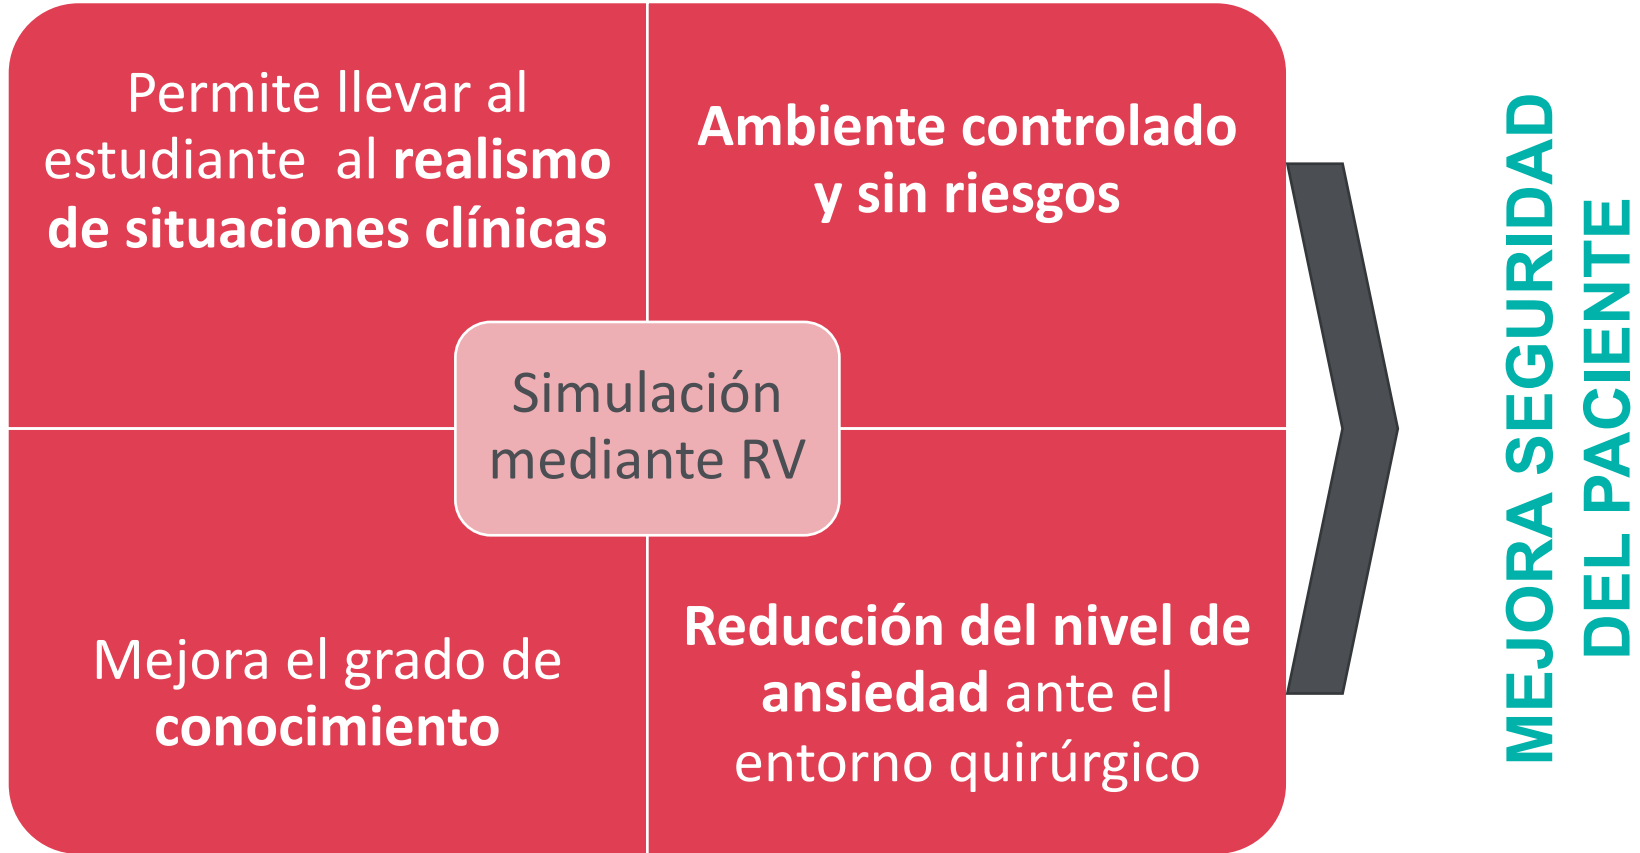 Permite llevar al
estudiante al realismo
de situaciones clínicas
Ambiente controlado
y sin riesgos
Simulación
mediante RV
Mejora el grado de
conocimiento
Reducción del nivel de
ansiedad ante el
entorno quirúrgico
MEJORA SEGURIDAD
DEL PACIENTE